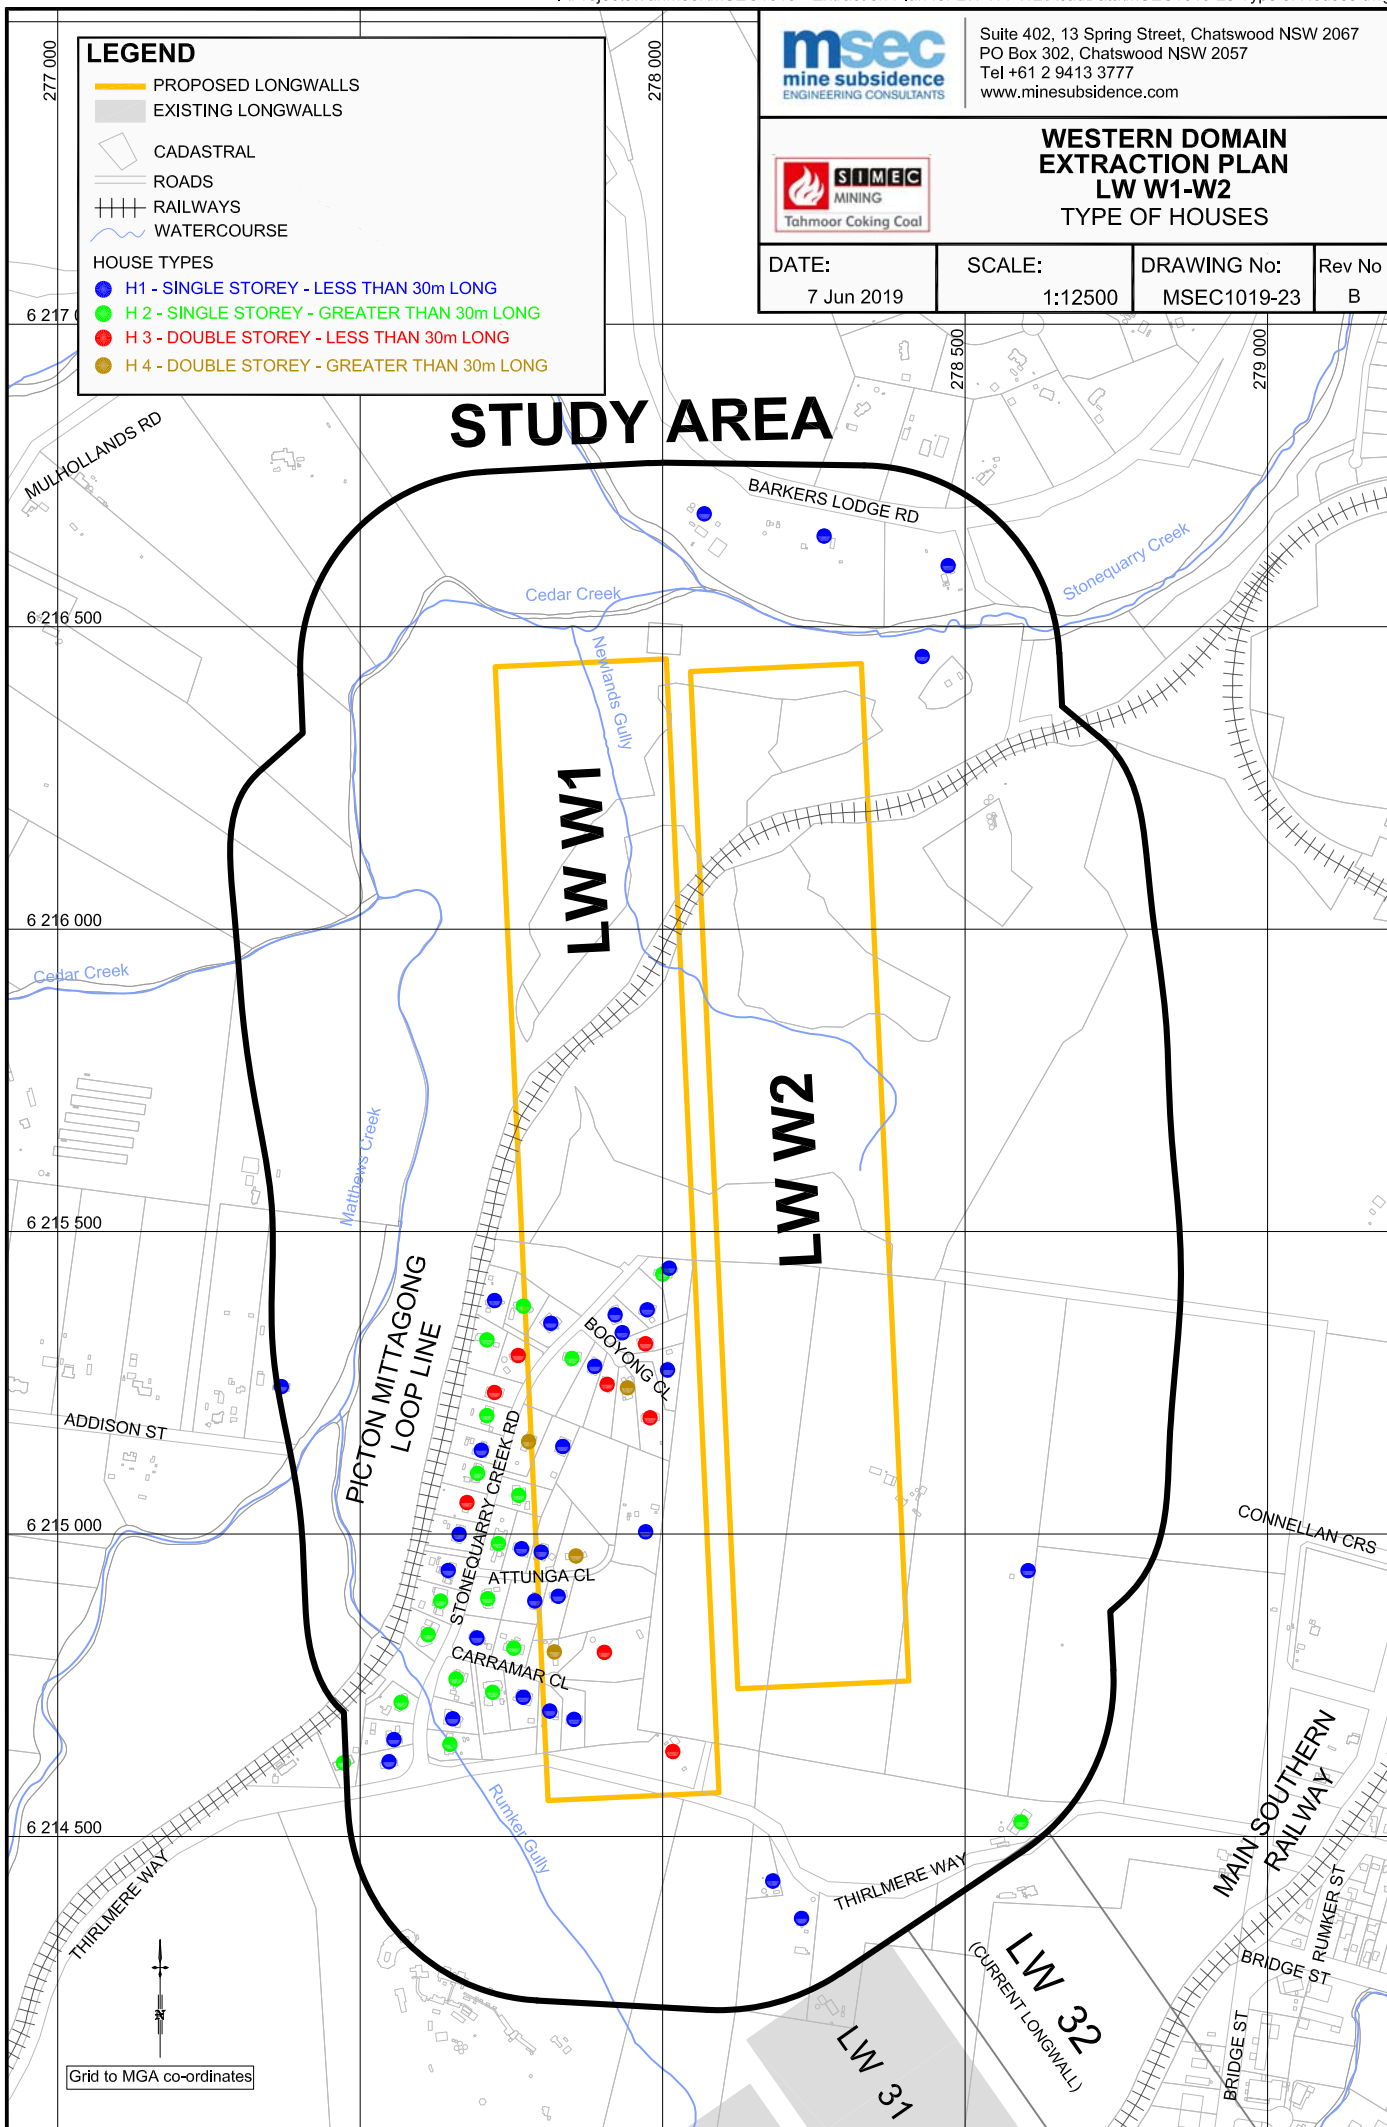 LEGEND
PROPOSED LONGWALLS
EXISTING LONGWALLS
CADASTRAL
ROADS
RAILWAYS
WATERCOURSE
HOUSE TYPES
H1 - SINGLE STOREY - LESS THAN 30m LONG
H 2 - SINGLE STOREY - GREATER THAN 30m LONG
H 3 - DOUBLE STOREY - LESS THAN 30m LONG
H 4 - DOUBLE STOREY - GREATER THAN 30m LONG
msec
mine subsidence
ENGINEERING CONSULTANTS
Suite 402, 13 Spring Street, Chatswood NSW 2067
PO Box 302, Chatswood NSW 2057
Tel +61 2 9413 3777
www.minesubsidence.com
SIMEC
MINING
Tahmoor Coking Coal
WESTERN DOMAIN
EXTRACTION PLAN
LW W1-W2
TYPE OF HOUSES
DATE:
7 Jun 2019
SCALE:
1:12500
DRAWING No:
MSEC1019-23
Rev No
B
277 000
278 000
278 500
279 000
6 217
STUDY AREA
MULHOLLANDS RD
BARKERS LODGE RD
Stonequarry Creek
Cedar Creek
6 216 500
Newlands Gully
LW W1
6 216 000
Cedar Creek
LW W2
Matthews Creek
6 215 500
PICTON MITTAGONG
LOOP LINE
BOOYONG CL
ADDISON ST
STONEQUARRY CREEK RD
6 215 000
CONNELLAN CRS
ATTUNGA CL
CARRAMAR CL
MAIN SOUTHERN
RAILWAY
Rumker Gully
6 214 500
THIRLMERE WAY
THIRLMERE WAY
RUMKER ST
BRIDGE ST
BRIDGE ST
LW 32
(CURRENT LONGWALL)
LW 31
N
Grid to MGA co-ordinates